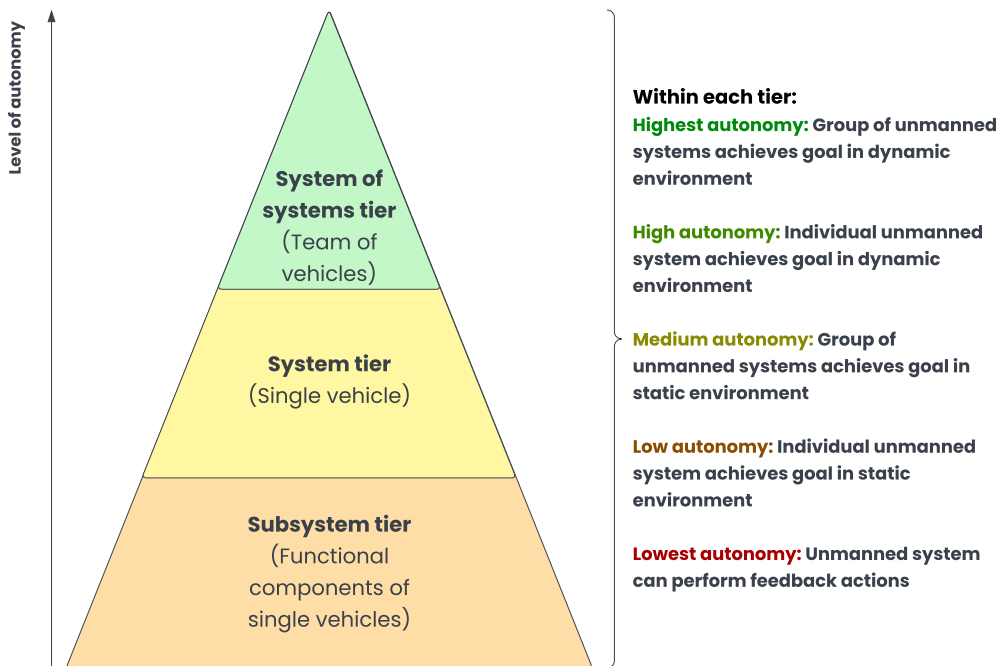 Level of autonomy
System of
systems tier
(Team of
vehicles)
System tier
(Single vehicle)
Subsystem tier
(Functional
components of
single vehicles)
Within each tier:
Highest autonomy: Group of unmanned
systems achieves goal in dynamic
environment
High autonomy: Individual unmanned
system achieves goal in dynamic
environment
Medium autonomy: Group of
unmanned systems achieves goal in
static environment
Low autonomy: Individual unmanned
system achieves goal in static
environment
Lowest autonomy: Unmanned system
can perform feedback actions